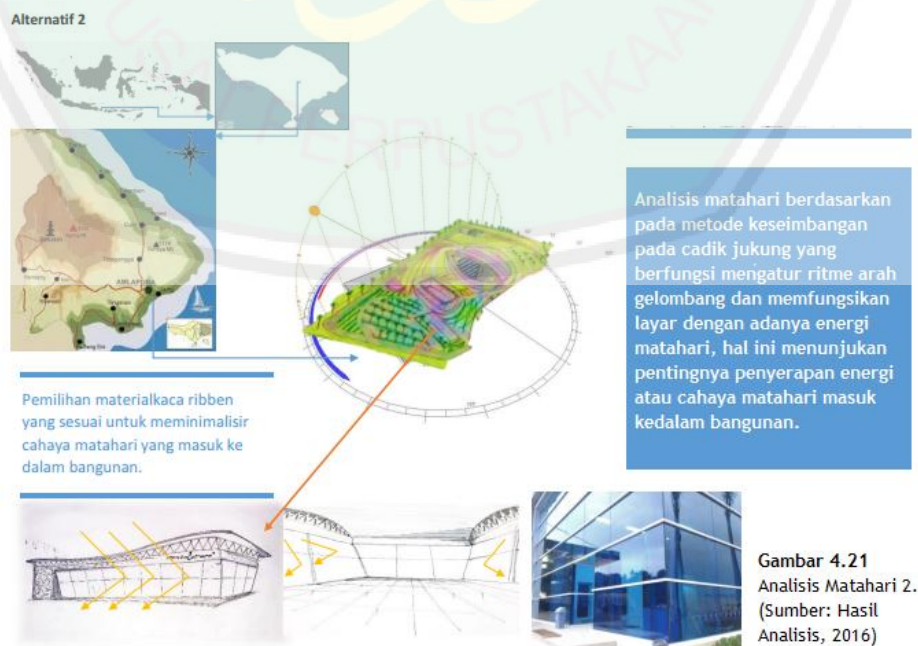 Alternatif 2
USAT PERPUSTAKAAN
AMLAPURA
Analisis matahari berdasarkan
pada metode keseimbangan
pada cadik jukung yang
berfungsi mengatur ritme arah
gelombang dan memfungsikan
layar dengan adanya energi
matahari, hal ini menunjukan
pentingnya penyerapan energi
atau cahaya matahari masuk
kedalam bangunan.
Pemilihan materialkaca ribben
yang sesuai untuk meminimalisir
cahaya matahari yang masuk ke
dalam bangunan.
Gambar 4.21
Analisis Matahari 2.
(Sumber: Hasil
Analisis, 2016)